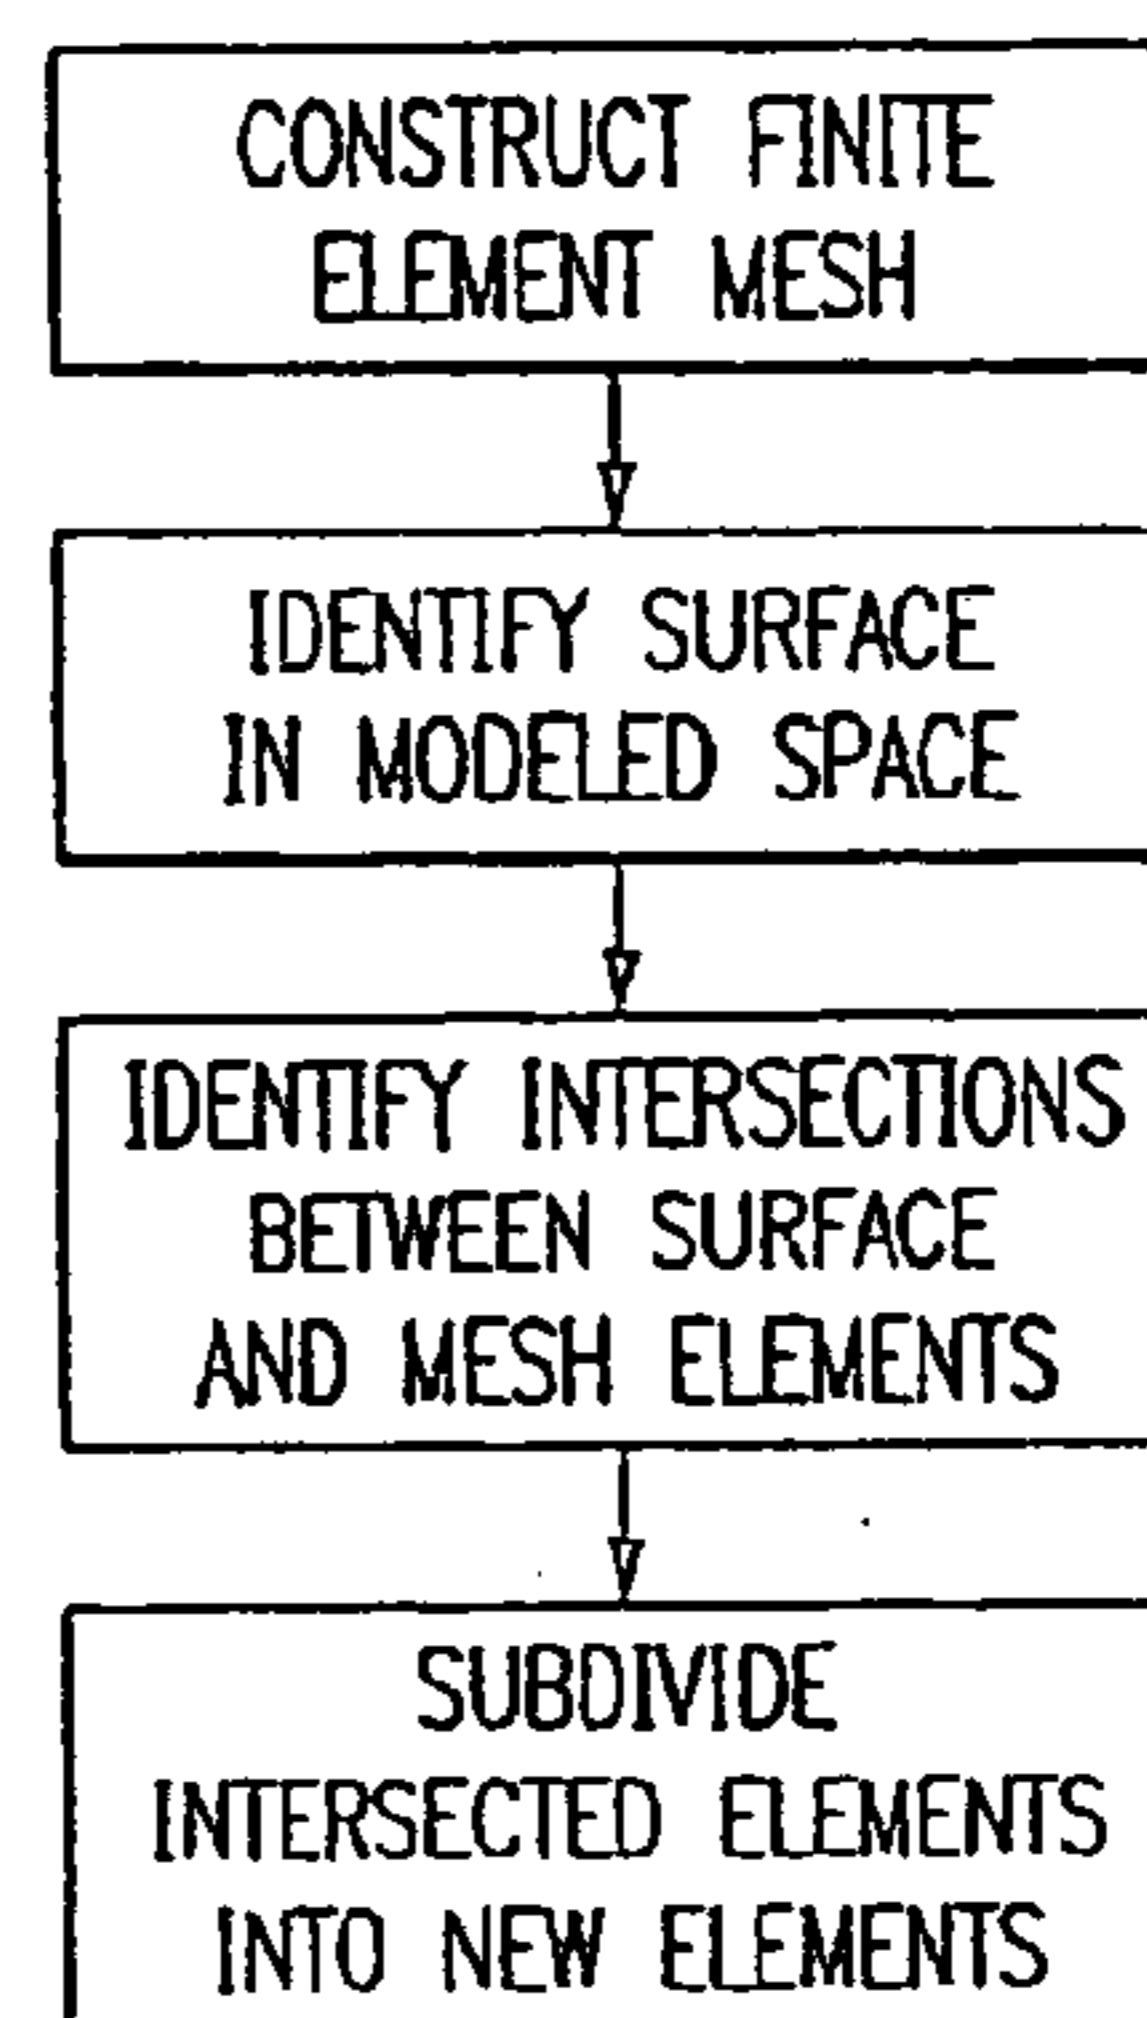 CONSTRUCT FINITE
ELEMENT MESH
IDENTIFY SURFACE
IN MODELED SPACE
IDENTIFY INTERSECTIONS
BETWEEN SURFACE
AND MESH ELEMENTS
SUBDIVIDE
INTERSECTED ELEMENTS
INTO NEW ELEMENTS